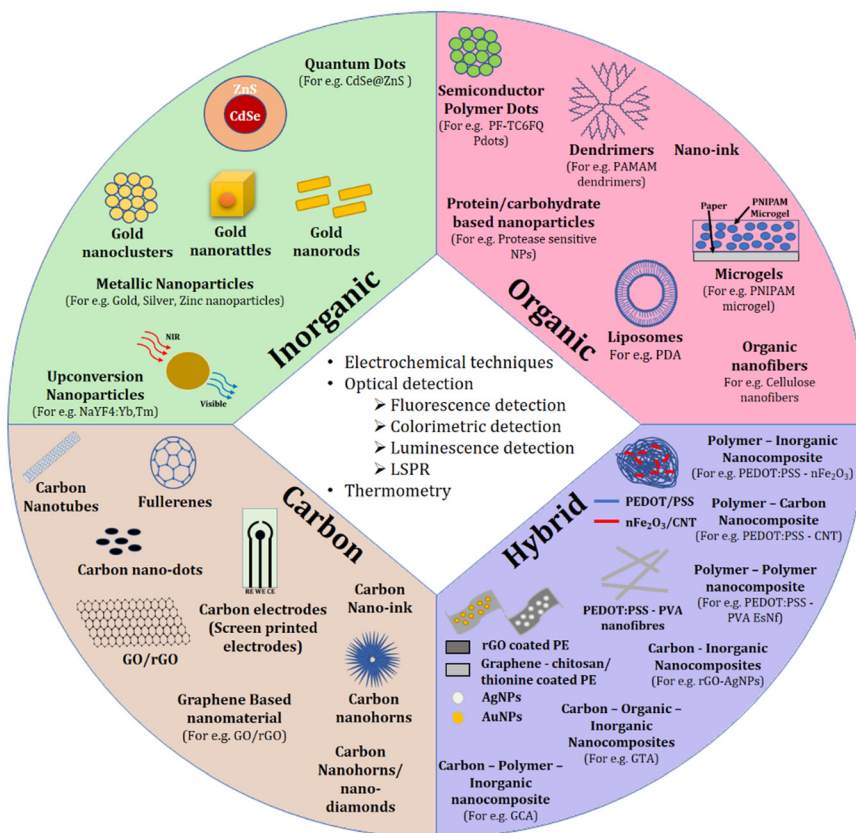 Quantum Dots
(For e.g. CdSe@ZnS )
ZnS
CdSe
Gold
nanoclusters
Gold
nanorattles
Gold
nanorods
Metallic Nanoparticles
(For e.g. Gold, Silver, Zinc nanoparticles)
NIR
Upconversion
Nanoparticles
(For e.g. NaYF4:Yb,Tm)
Visible
Inorganic
Semiconductor
Polymer Dots
(For e.g. PF-TC6FQ
Pdots)
Dendrimers
(For e.g. PAMAM
dendrimers)
Nano-ink
Protein/carbohydrate
based nanoparticles
(For e.g. Protease sensitive
NPs)
Paper
PNIPAM
Microgel
Microgels
(For e.g. PNIPAM
microgel)
Liposomes
For e.g. PDA
Organic
nanofibers
For e.g. Cellulose
nanofibers
Organic
• Electrochemical techniques
• Optical detection
➤ Fluorescence detection
➤ Colorimetric detection
➤ Luminescence detection
➤ LSPR
• Thermometry
Carbon
Carbon
Nanotubes
Fullerenes
Carbon nano-dots
RE WE CE
Carbon electrodes
(Screen printed
electrodes)
Carbon
Nano-ink
GO/rGO
Carbon
nanohorns
Graphene Based
nanomaterial
(For e.g. GO/rGO)
Carbon
Nanohorns/
nano-
diamonds
Hybrid
Polymer – Inorganic
Nanocomposite
(For e.g. PEDOT:PSS - nFe₂O₃)
PEDOT/PSS
nFe₂O₃/CNT
Polymer – Carbon
Nanocomposite
(For e.g. PEDOT:PSS - CNT)
PEDOT:PSS - PVA
nanofibres
Polymer – Polymer
nanocomposite
(For e.g. PEDOT:PSS -
PVA EsNf)
rGO coated PE
Graphene - chitosan/
thionine coated PE
AgNPs
AuNPs
Carbon - Inorganic
Nanocomposites
(For e.g. rGO-AgNPs)
Carbon – Organic –
Inorganic
Nanocomposites
(For e.g. GTA)
Carbon – Polymer –
Inorganic
nanocomposite
(For e.g. GCA)